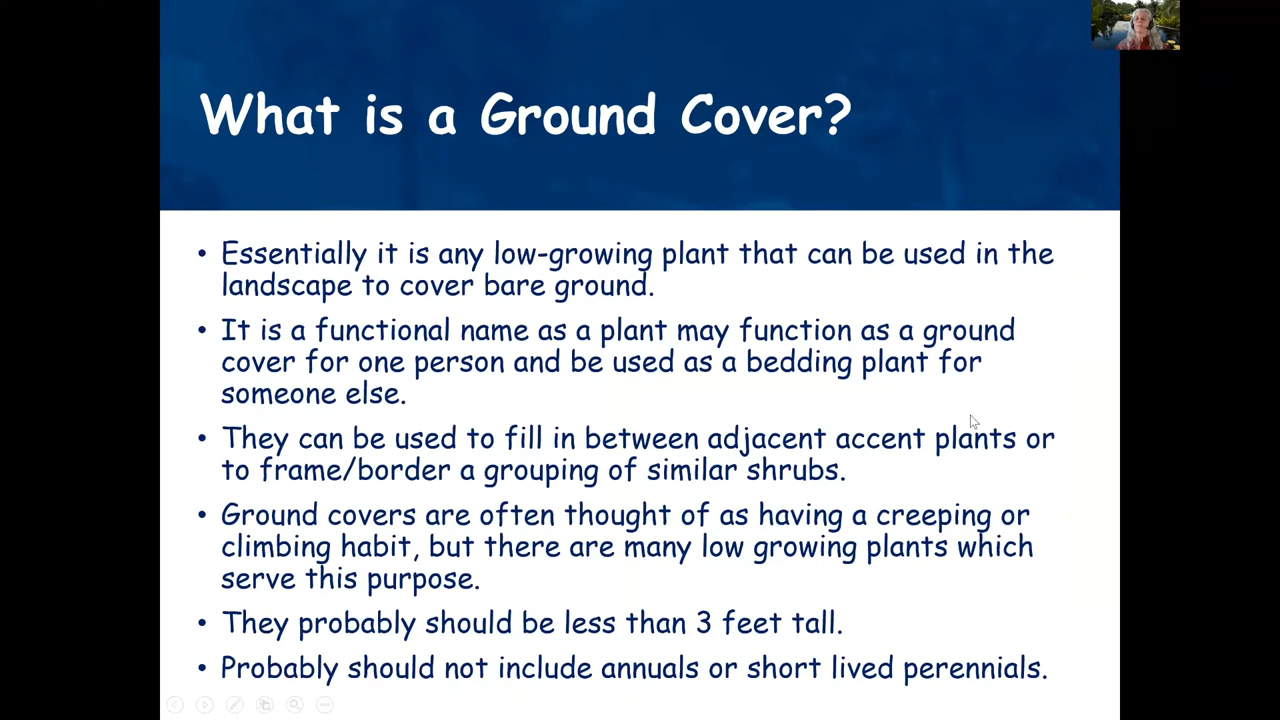 What is a Ground Cover?
• Essentially it is any low-growing plant that can be used in the
landscape to cover bare ground.
• It is a functional name as a plant may function as a ground
cover for one person and be used as a bedding plant for
someone else.
• They can be used to fill in between adjacent accent plants or
to frame/border a grouping of similar shrubs.
• Ground covers are often thought of as having a creeping or
climbing habit, but there are many low growing plants which
serve this purpose.
• They probably should be less than 3 feet tall.
• Probably should not include annuals or short lived perennials.